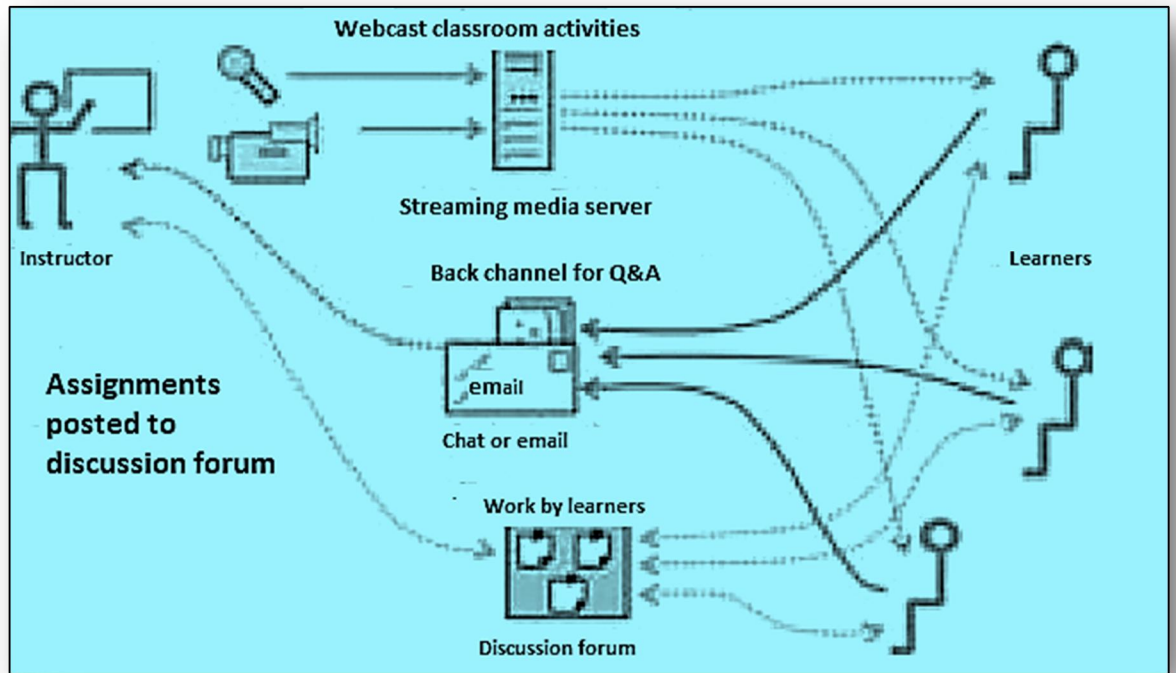 Webcast classroom activities
Streaming media server
Instructor
Learners
Back channel for Q&A
email
Chat or email
Assignments
posted to
discussion forum
Work by learners
Discussion forum